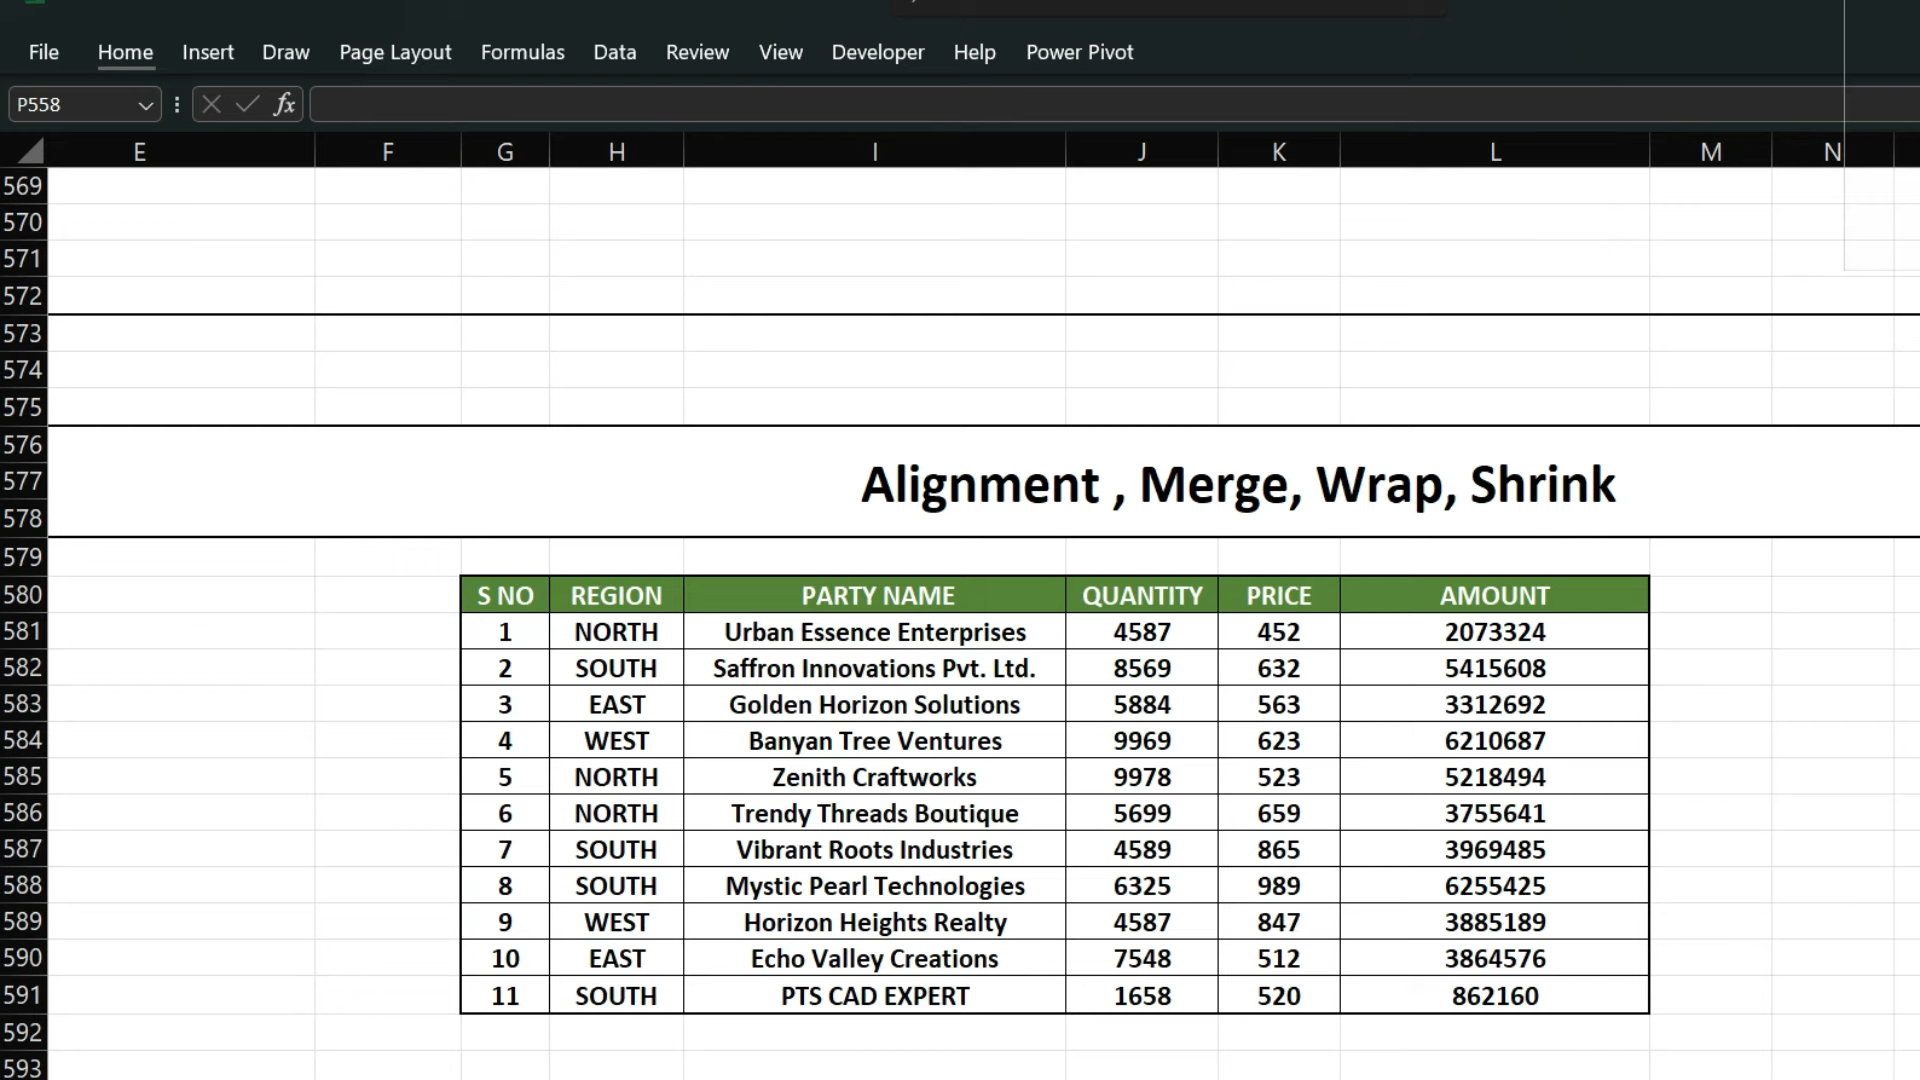 File Home Insert Draw Page Layout Formulas Data Review View Developer Help Power Pivot
P558 fx
E F G H I J K L M N
569
570
571
572
573
574
575
576
577 Alignment , Merge, Wrap, Shrink
578
579
580 S NO REGION PARTY NAME QUANTITY PRICE AMOUNT
581 1 NORTH Urban Essence Enterprises 4587 452 2073324
582 2 SOUTH Saffron Innovations Pvt. Ltd. 8569 632 5415608
583 3 EAST Golden Horizon Solutions 5884 563 3312692
584 4 WEST Banyan Tree Ventures 9969 623 6210687
585 5 NORTH Zenith Craftworks 9978 523 5218494
586 6 NORTH Trendy Threads Boutique 5699 659 3755641
587 7 SOUTH Vibrant Roots Industries 4589 865 3969485
588 8 SOUTH Mystic Pearl Technologies 6325 989 6255425
589 9 WEST Horizon Heights Realty 4587 847 3885189
590 10 EAST Echo Valley Creations 7548 512 3864576
591 11 SOUTH PTS CAD EXPERT 1658 520 862160
592
593